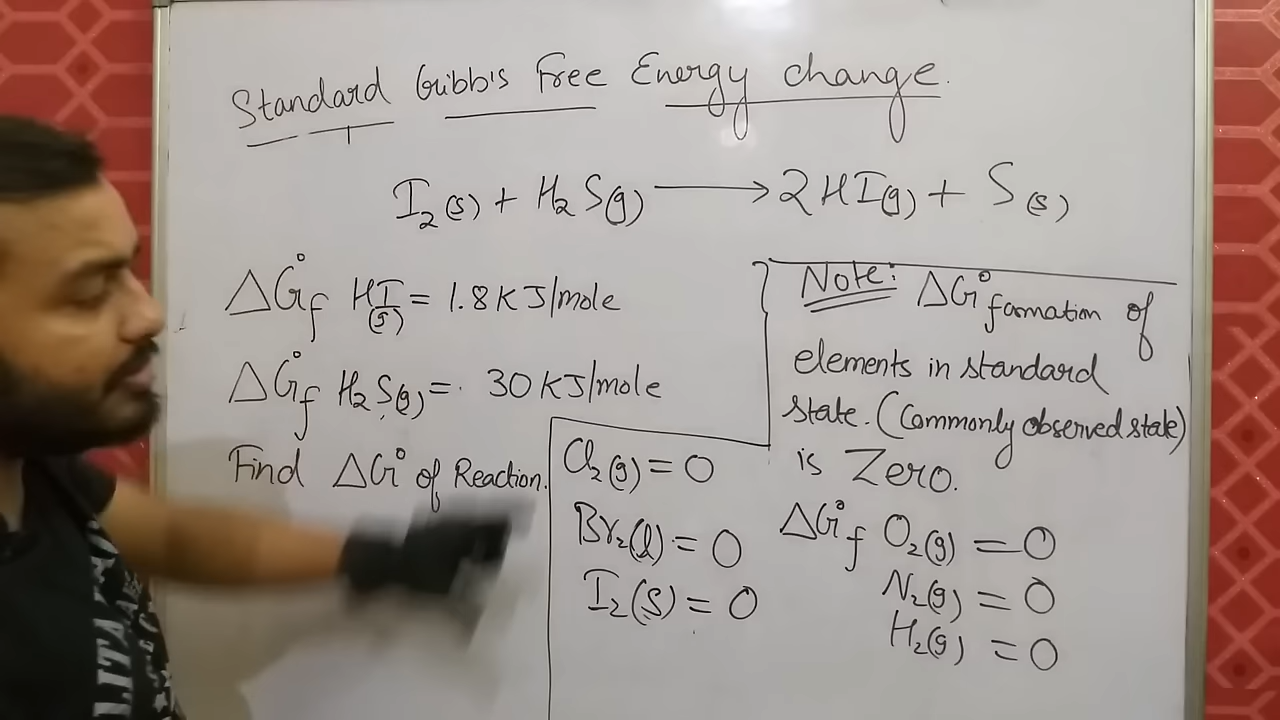 Standard Gibb's Free Energy change.
I₂(s) + H₂S(g) ⟶ 2HI(g) + S(s)
ΔG°f HI(g) = 1.8 KJ/mole
ΔG°f H₂S(g) = 30 KJ/mole
Find ΔG° of Reaction.
Note: ΔG° formation of
elements in standard
state. (Commonly observed state)
is Zero.
Cl₂(g) = 0
Br₂(l) = 0
I₂(s) = 0
ΔG°f O₂(g) = 0
N₂(g) = 0
H₂(g) = 0